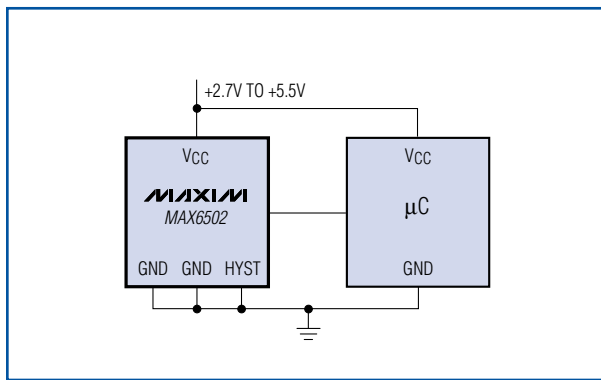 +2.7V TO +5.5V
VCC
VCC
MAXIM
MAX6502
µC
GND GND HYST
GND